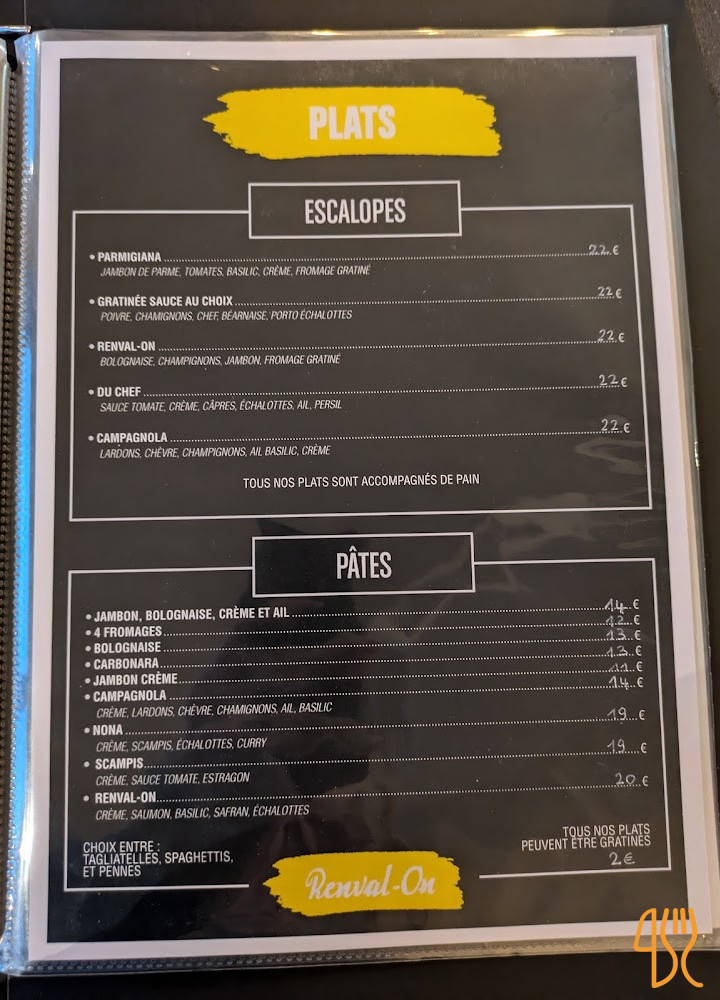 PLATS
ESCALOPES
• PARMIGIANA 22 €
JAMBON DE PARME, TOMATES, BASILIC, CRÈME, FROMAGE GRATINÉ
• GRATINÉE SAUCE AU CHOIX 22 €
POIVRE, CHAMIGNONS, CHEF, BÉARNAISE, PORTO ÉCHALOTTES
• RENVAL-ON 22 €
BOLOGNAISE, CHAMPIGNONS, JAMBON, FROMAGE GRATINÉ
• DU CHEF 22 €
SAUCE TOMATE, CRÈME, CÂPRES, ÉCHALOTTES, AIL, PERSIL
• CAMPAGNOLA 22 €
LARDONS, CHÈVRE, CHAMPIGNONS, AIL BASILIC, CRÈME
TOUS NOS PLATS SONT ACCOMPAGNÉS DE PAIN
PÂTES
• JAMBON, BOLOGNAISE, CRÈME ET AIL 14 €
• 4 FROMAGES 12 €
• BOLOGNAISE 13 €
• CARBONARA 13 €
• JAMBON CRÈME 11 €
• CAMPAGNOLA 14 €
CRÈME, LARDONS, CHÈVRE, CHAMIGNONS, AIL, BASILIC
• NONA 19 €
CRÈME, SCAMPIS, ÉCHALOTTES, CURRY
• SCAMPIS 19 €
CRÈME, SAUCE TOMATE, ESTRAGON
• RENVAL-ON 20 €
CRÈME, SAUMON, BASILIC, SAFRAN, ÉCHALOTTES
CHOIX ENTRE :
TAGLIATELLES, SPAGHETTIS,
ET PENNES
TOUS NOS PLATS
PEUVENT ÊTRE GRATINÉS
2€
Renval-On